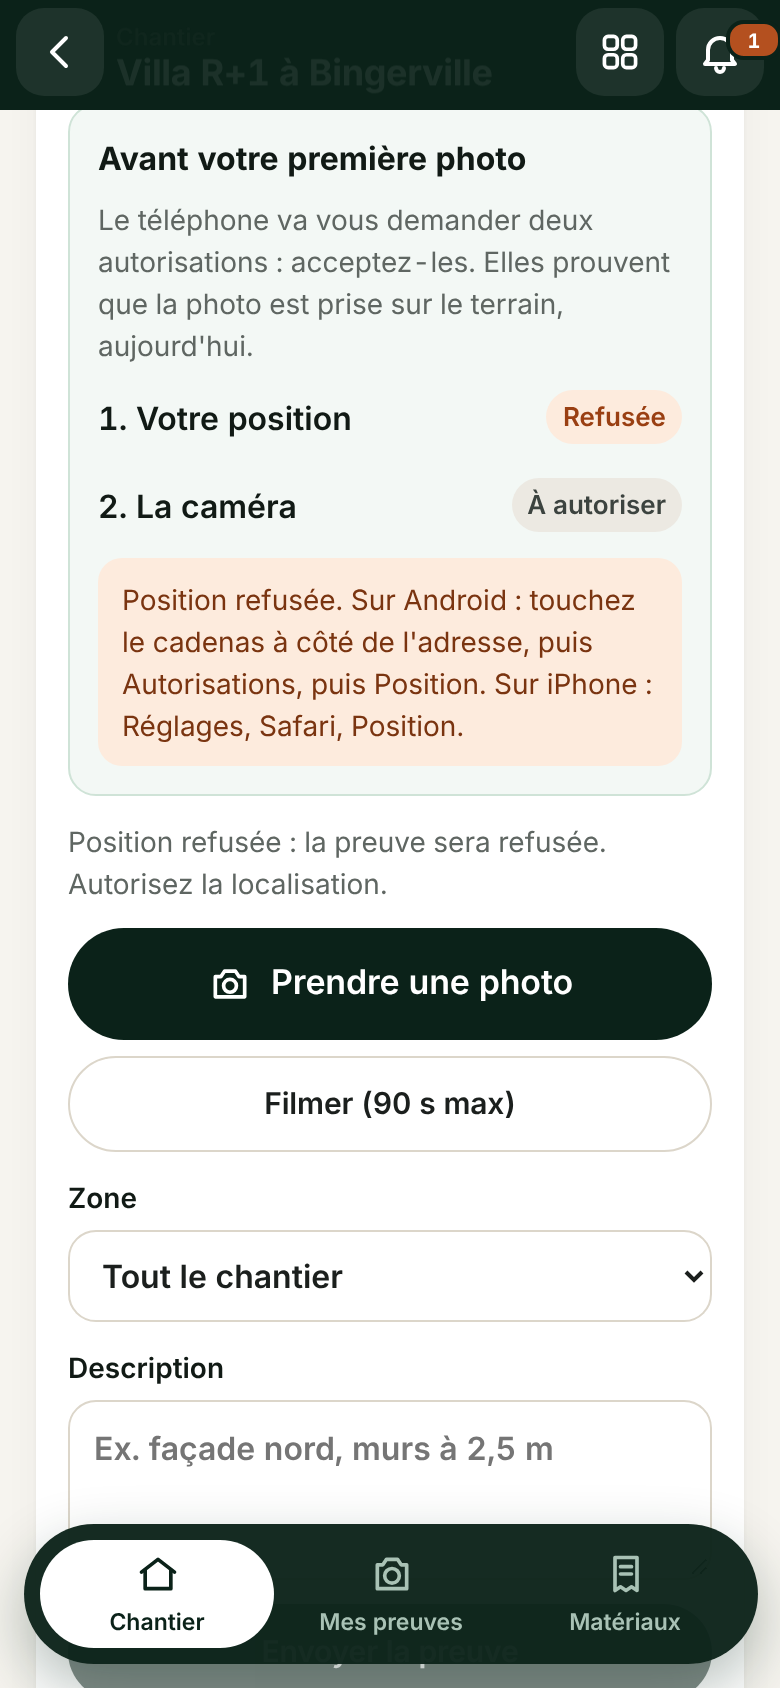 Chantier
Villa R+1 à Bingerville
1
Avant votre première photo
Le téléphone va vous demander deux
autorisations : acceptez-les. Elles prouvent
que la photo est prise sur le terrain,
aujourd'hui.
1. Votre position
Refusée
2. La caméra
À autoriser
Position refusée. Sur Android : touchez
le cadenas à côté de l'adresse, puis
Autorisations, puis Position. Sur iPhone :
Réglages, Safari, Position.
Position refusée : la preuve sera refusée.
Autorisez la localisation.
Prendre une photo
Filmer (90 s max)
Zone
Tout le chantier
Description
Ex. façade nord, murs à 2,5 m
Chantier
Mes preuves
Matériaux
Envoyer la preuve